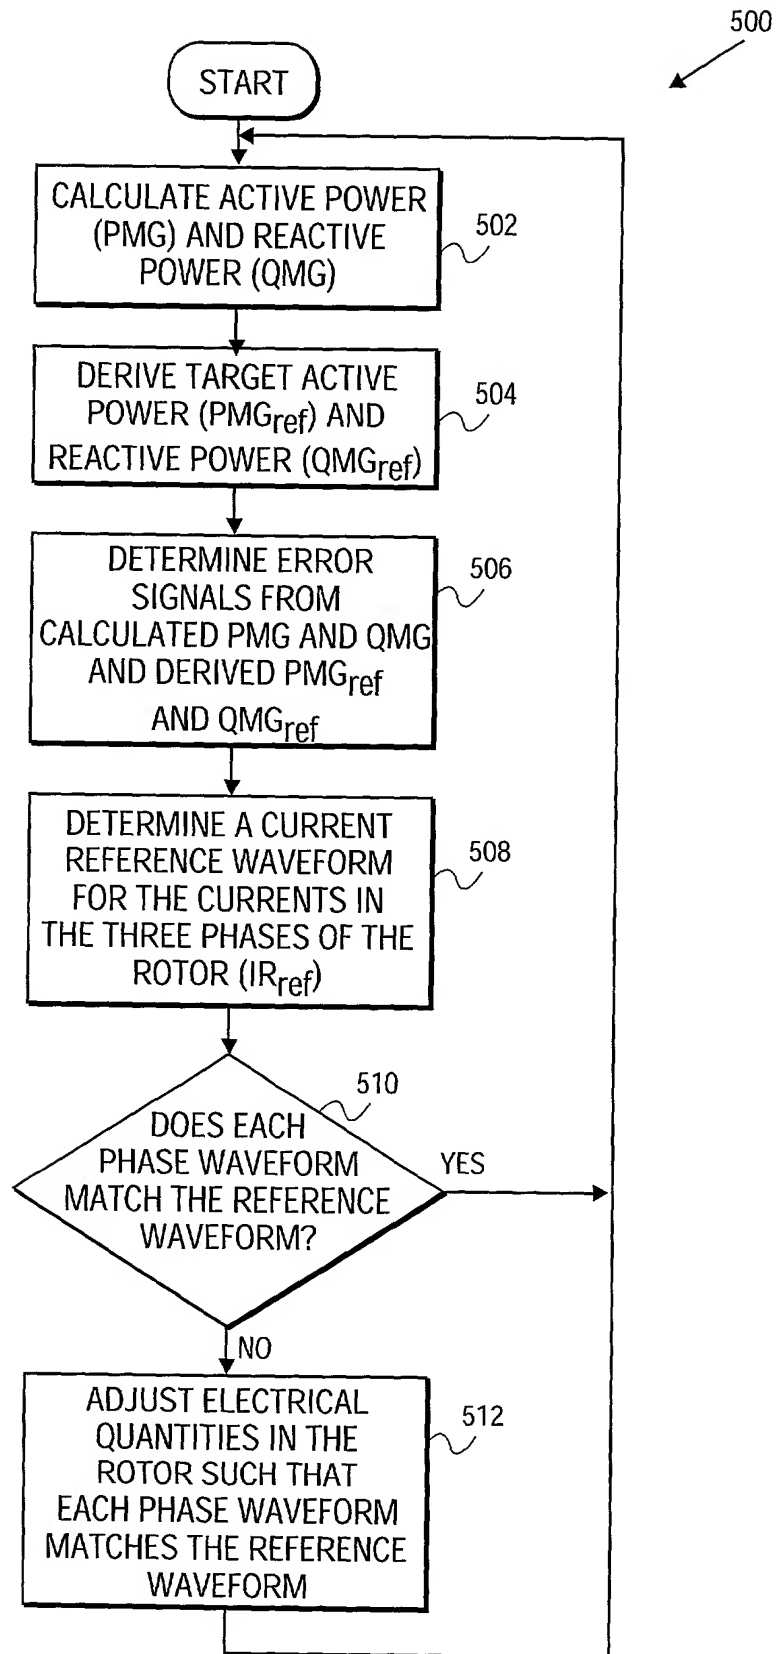 500
START
CALCULATE ACTIVE POWER
(PMG) AND REACTIVE
POWER (QMG)
502
DERIVE TARGET ACTIVE
POWER (PMGref) AND
REACTIVE POWER (QMGref)
504
DETERMINE ERROR
SIGNALS FROM
CALCULATED PMG AND QMG
AND DERIVED PMGref
AND QMGref
506
DETERMINE A CURRENT
REFERENCE WAVEFORM
FOR THE CURRENTS IN
THE THREE PHASES OF THE
ROTOR (IRref)
508
510
DOES EACH
PHASE WAVEFORM
MATCH THE REFERENCE
WAVEFORM?
YES
NO
ADJUST ELECTRICAL
QUANTITIES IN THE
ROTOR SUCH THAT
EACH PHASE WAVEFORM
MATCHES THE REFERENCE
WAVEFORM
512